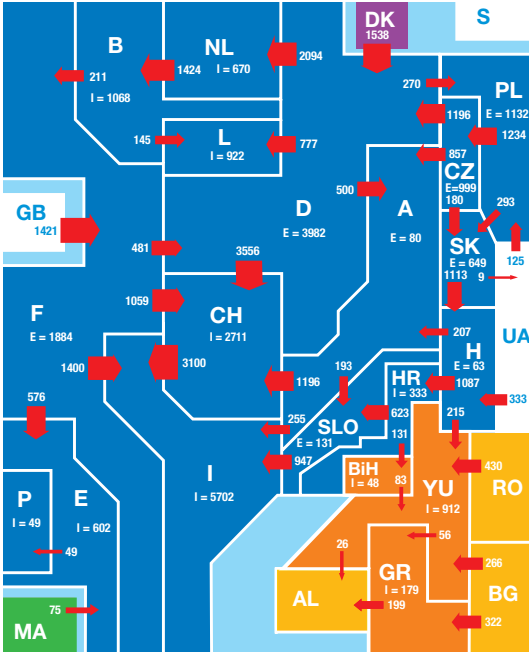 DK
1538
S
B
NL
2094
PL
211
1424
I = 670
270
I = 1068
E = 1132
1196
1234
145
L
777
857
I = 922
CZ
E=999
500
180
293
GB
D
A
1421
E = 3982
E = 80
SK
481
3556
E = 649
125
1113
9
1059
CH
F
I = 2711
207
UA
E = 1884
H
3100
193
E = 63
1400
HR
1196
I = 333
1087
333
576
255
SLO
623
215
E = 131
131
947
I
BiH
430
P
E
I = 5702
I = 48
83
YU
RO
I = 49
I = 602
I = 912
49
26
56
GR
266
I = 179
75
AL
199
BG
MA
322